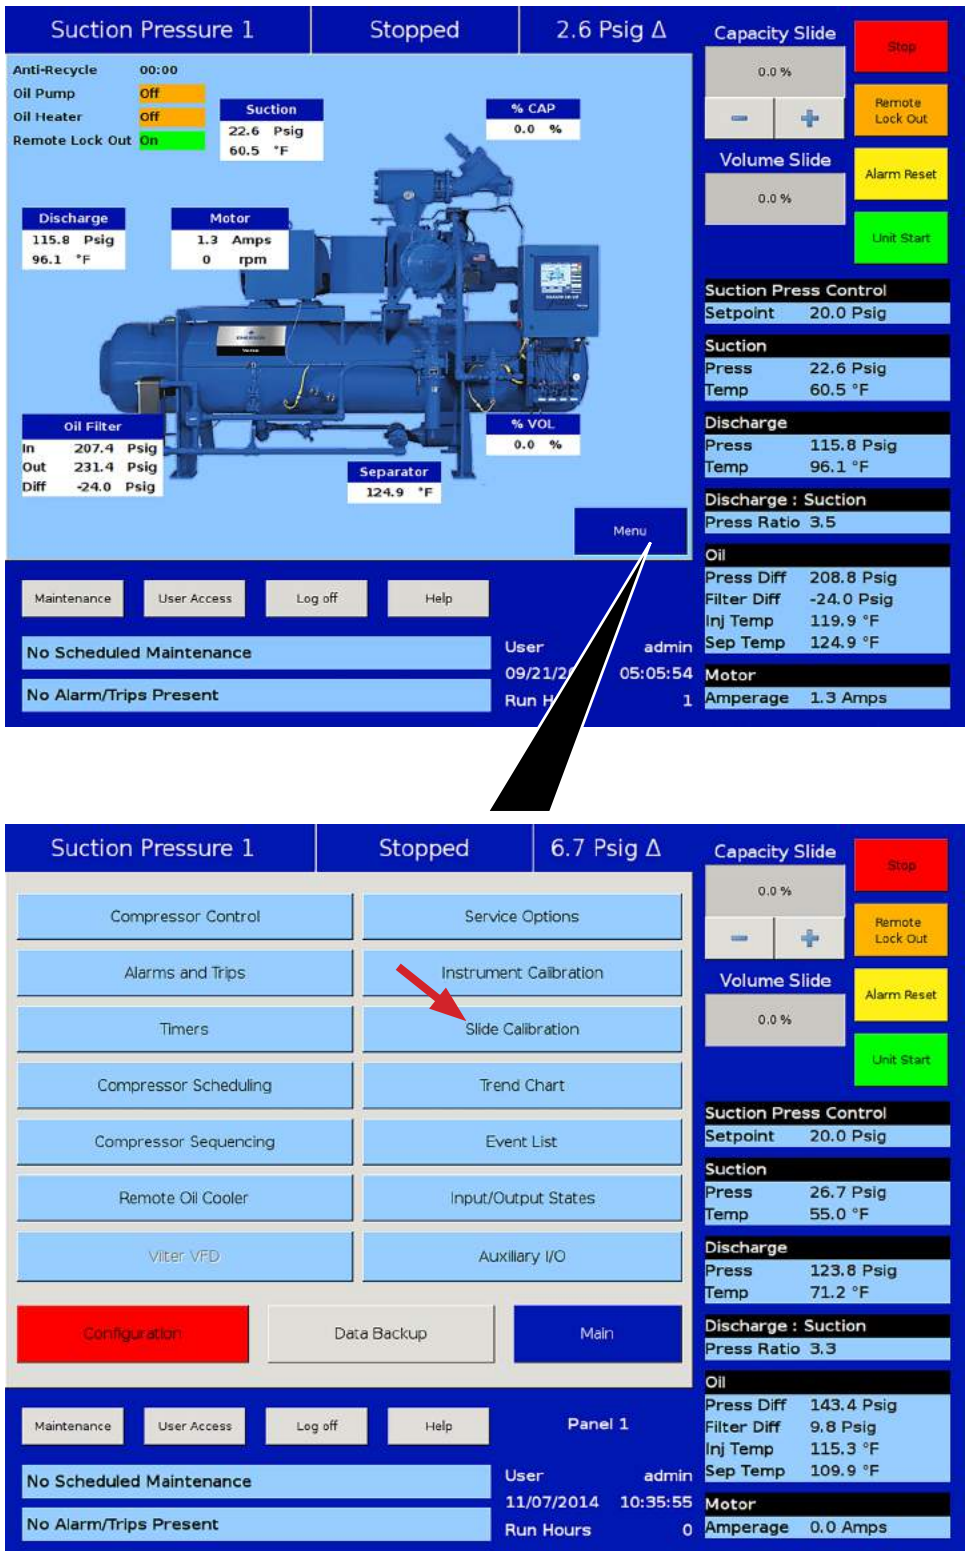 Suction Pressure 1
Stopped
2.6 Psig Δ
Anti-Recycle 00:00
Oil Pump Off
Oil Heater Off
Remote Lock Out On
Suction
22.6 Psig
60.5 °F
% CAP
0.0 %
Discharge
115.8 Psig
96.1 °F
Motor
1.3 Amps
0 rpm
EMERSON
Vilter
Oil Filter
In 207.4 Psig
Out 231.4 Psig
Diff -24.0 Psig
% VOL
0.0 %
Separator
124.9 °F
Menu
Maintenance
User Access
Log off
Help
No Scheduled Maintenance
No Alarm/Trips Present
User admin
05:05:54
1
Capacity Slide
0.0 %
Volume Slide
0.0 %
Stop
Remote
Lock Out
Alarm Reset
Unit Start
Suction Press Control
Setpoint 20.0 Psig
Suction
Press 22.6 Psig
Temp 60.5 °F
Discharge
Press 115.8 Psig
Temp 96.1 °F
Discharge : Suction
Press Ratio 3.5
Oil
Press Diff 208.8 Psig
Filter Diff -24.0 Psig
Inj Temp 119.9 °F
Sep Temp 124.9 °F
Motor
Amperage 1.3 Amps
Suction Pressure 1
Stopped
6.7 Psig Δ
Compressor Control
Service Options
Alarms and Trips
Instrument Calibration
Timers
Slide Calibration
Compressor Scheduling
Trend Chart
Compressor Sequencing
Event List
Remote Oil Cooler
Input/Output States
Vilter VFD
Auxiliary I/O
Configuration
Data Backup
Main
Maintenance
User Access
Log off
Help
Panel 1
No Scheduled Maintenance
No Alarm/Trips Present
User admin
11/07/2014 10:35:55
Run Hours 0
Capacity Slide
0.0 %
Volume Slide
0.0 %
Stop
Remote
Lock Out
Alarm Reset
Unit Start
Suction Press Control
Setpoint 20.0 Psig
Suction
Press 26.7 Psig
Temp 55.0 °F
Discharge
Press 123.8 Psig
Temp 71.2 °F
Discharge : Suction
Press Ratio 3.3
Oil
Press Diff 143.4 Psig
Filter Diff 9.8 Psig
Inj Temp 115.3 °F
Sep Temp 109.9 °F
Motor
Amperage 0.0 Amps